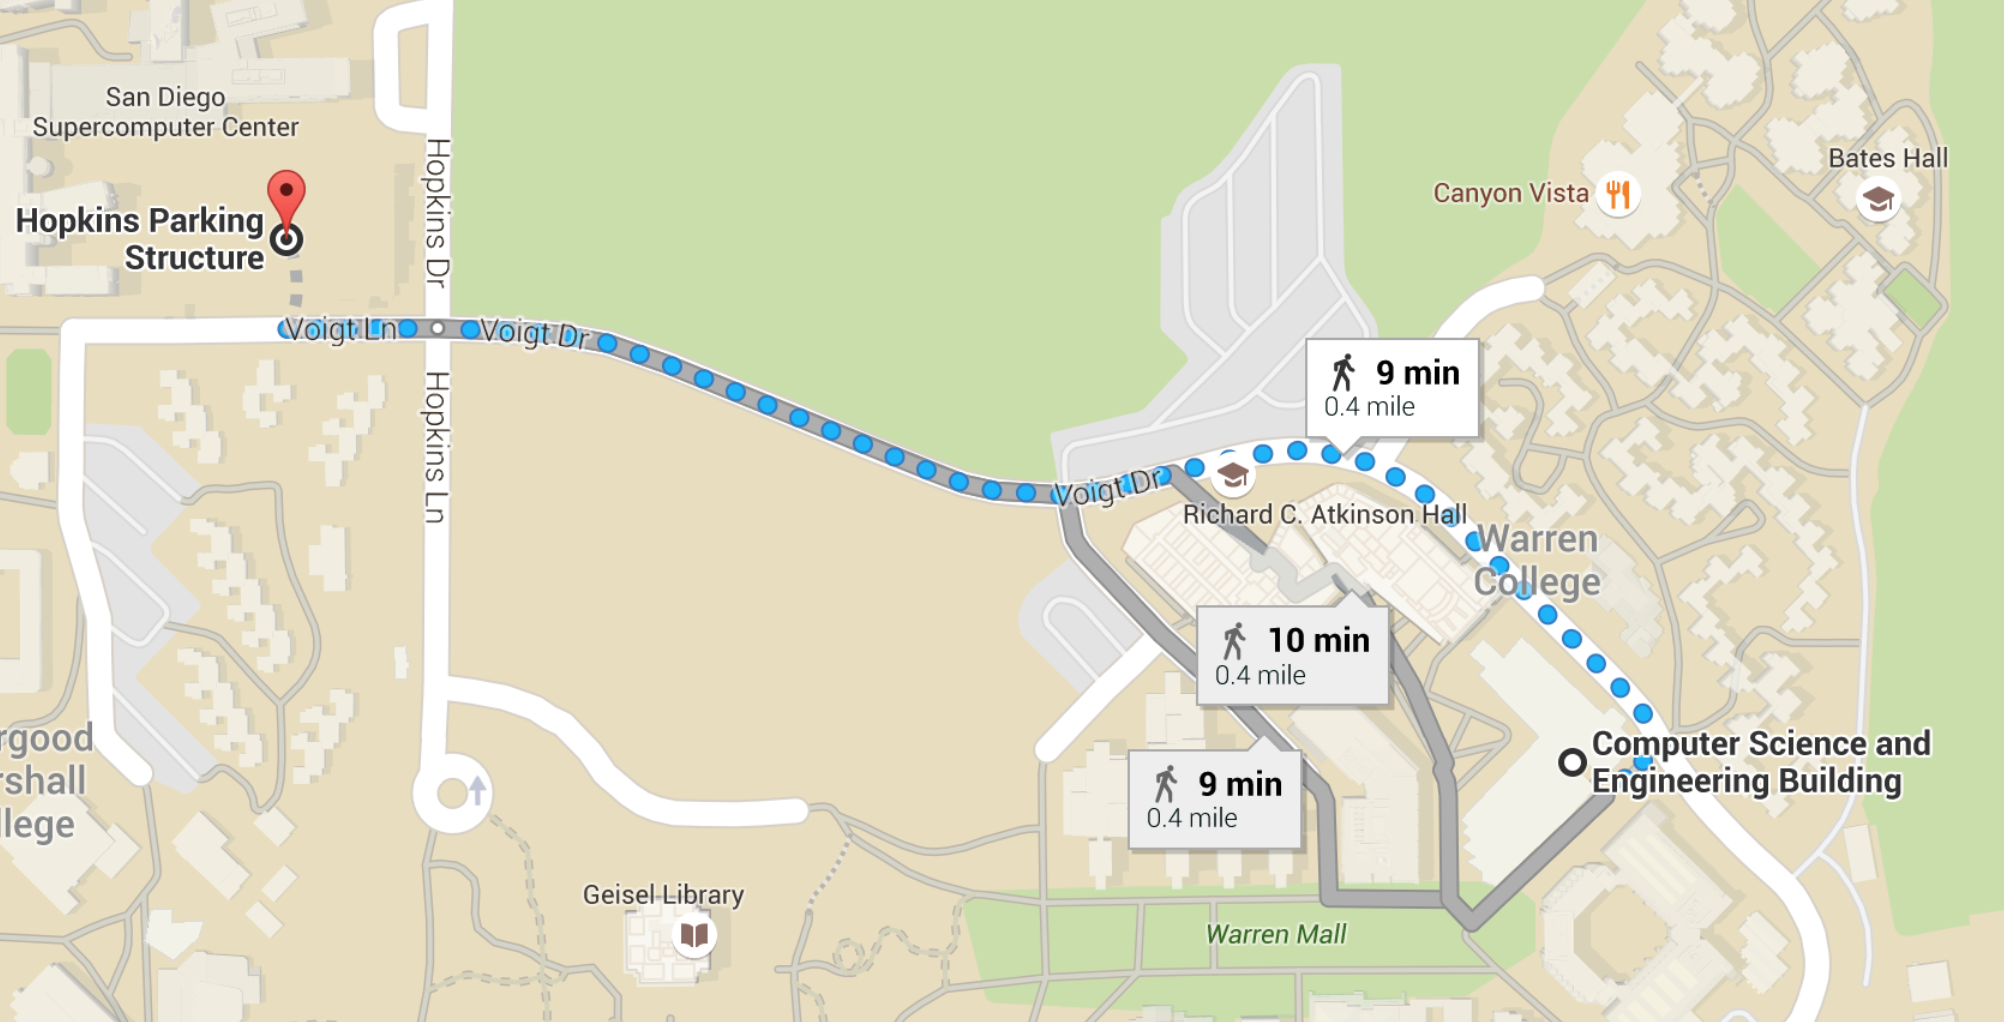 San Diego
Supercomputer Center
Hopkins Parking
Structure
Hopkins Dr
Voigt Ln
Voigt Dr
Hopkins Ln
Canyon Vista
Bates Hall
9 min
0.4 mile
Voigt Dr
Richard C. Atkinson Hall
Warren
College
10 min
0.4 mile
9 min
0.4 mile
Computer Science and
Engineering Building
rgood
rshall
llege
Geisel Library
Warren Mall